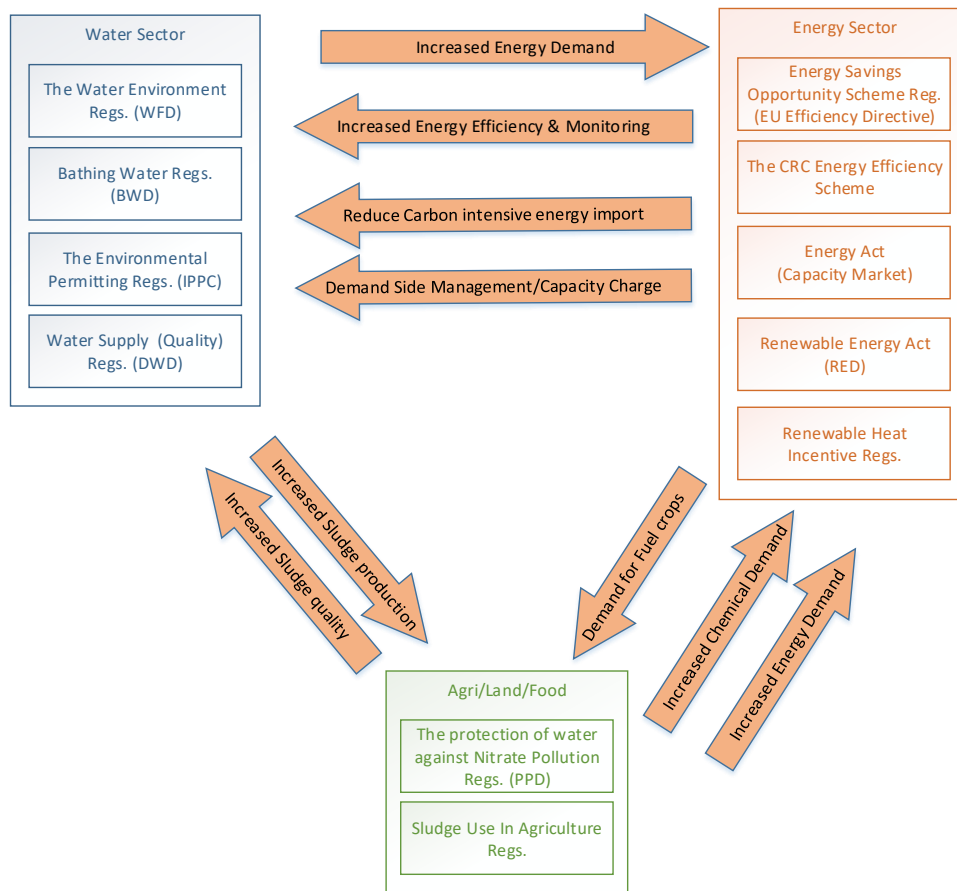 Water Sector
The Water Environment
Regs. (WFD)
Bathing Water Regs.
(BWD)
The Environmental
Permitting Regs. (IPPC)
Water Supply (Quality)
Regs. (DWD)
Increased Energy Demand
Increased Energy Efficiency & Monitoring
Reduce Carbon intensive energy import
Demand Side Management/Capacity Charge
Energy Sector
Energy Savings
Opportunity Scheme Reg.
(EU Efficiency Directive)
The CRC Energy Efficiency
Scheme
Energy Act
(Capacity Market)
Renewable Energy Act
(RED)
Renewable Heat
Incentive Regs.
Increased Sludge production
Increased Sludge quality
Demand for Fuel crops
Increased Chemical Demand
Increased Energy Demand
Agri/Land/Food
The protection of water
against Nitrate Pollution
Regs. (PPD)
Sludge Use In Agriculture
Regs.